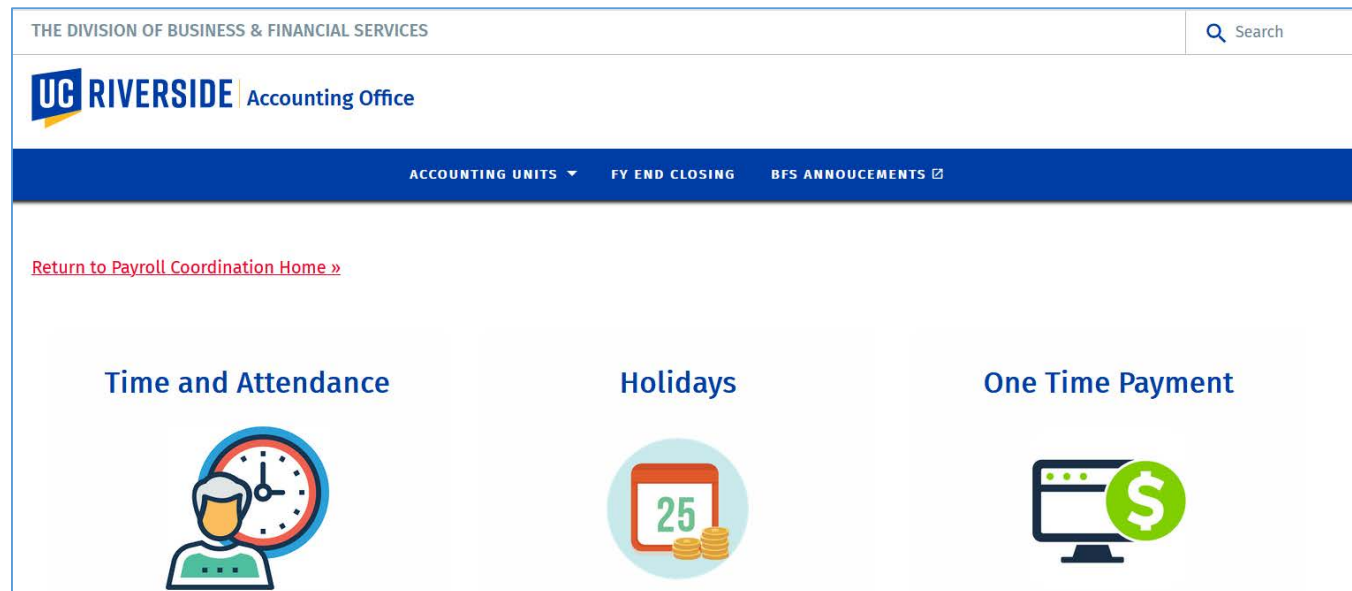 THE DIVISION OF BUSINESS & FINANCIAL SERVICES
Search
UC RIVERSIDE Accounting Office
ACCOUNTING UNITS FY END CLOSING BFS ANNOUCEMENTS
Return to Payroll Coordination Home »
Time and Attendance Holidays One Time Payment
25
$